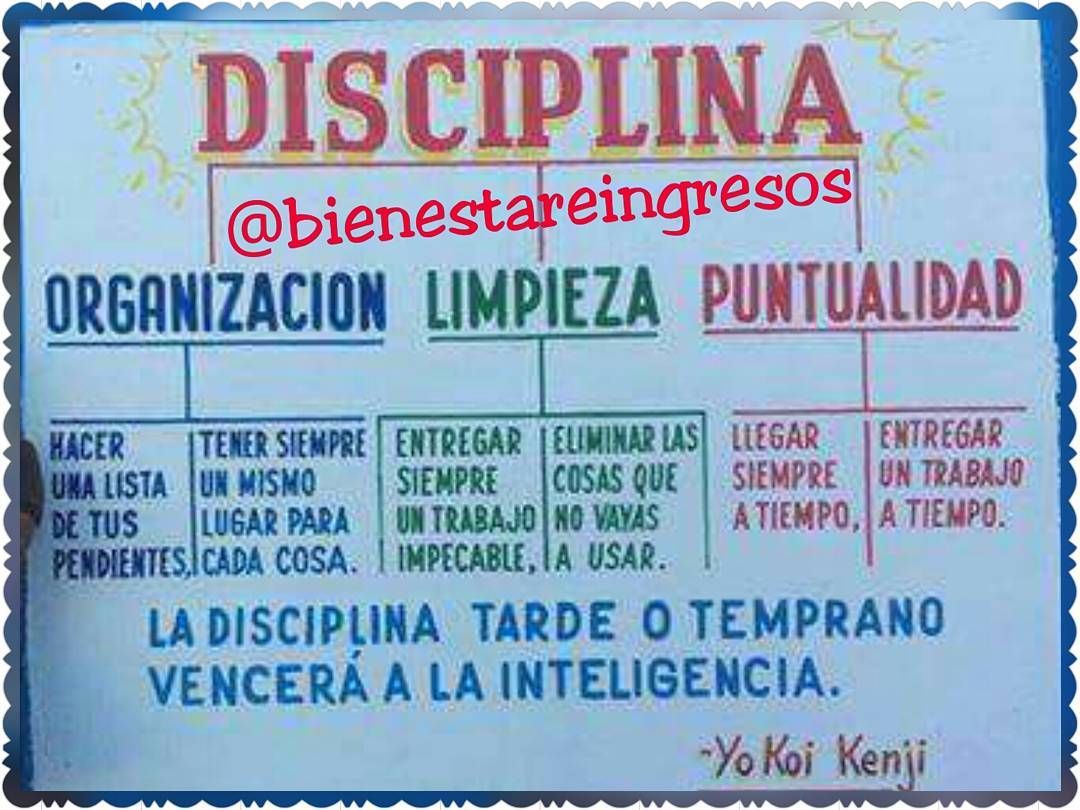 DISCIPLINA
@bienestareingresos
ORGANIZACION
LIMPIEZA
PUNTUALIDAD
HACER
UNA LISTA
DE TUS
PENDIENTES,
TENER SIEMPRE
UN MISMO
LUGAR PARA
CADA COSA.
ENTREGAR
SIEMPRE
UN TRABAJO
IMPECABLE,
ELIMINAR LAS
COSAS QUE
NO VAYAS
A USAR.
LLEGAR
SIEMPRE
A TIEMPO,
ENTREGAR
UN TRABAJO
A TIEMPO.
LA DISCIPLINA TARDE O TEMPRANO
VENCERÁ A LA INTELIGENCIA.
-Yo Koi Kenji